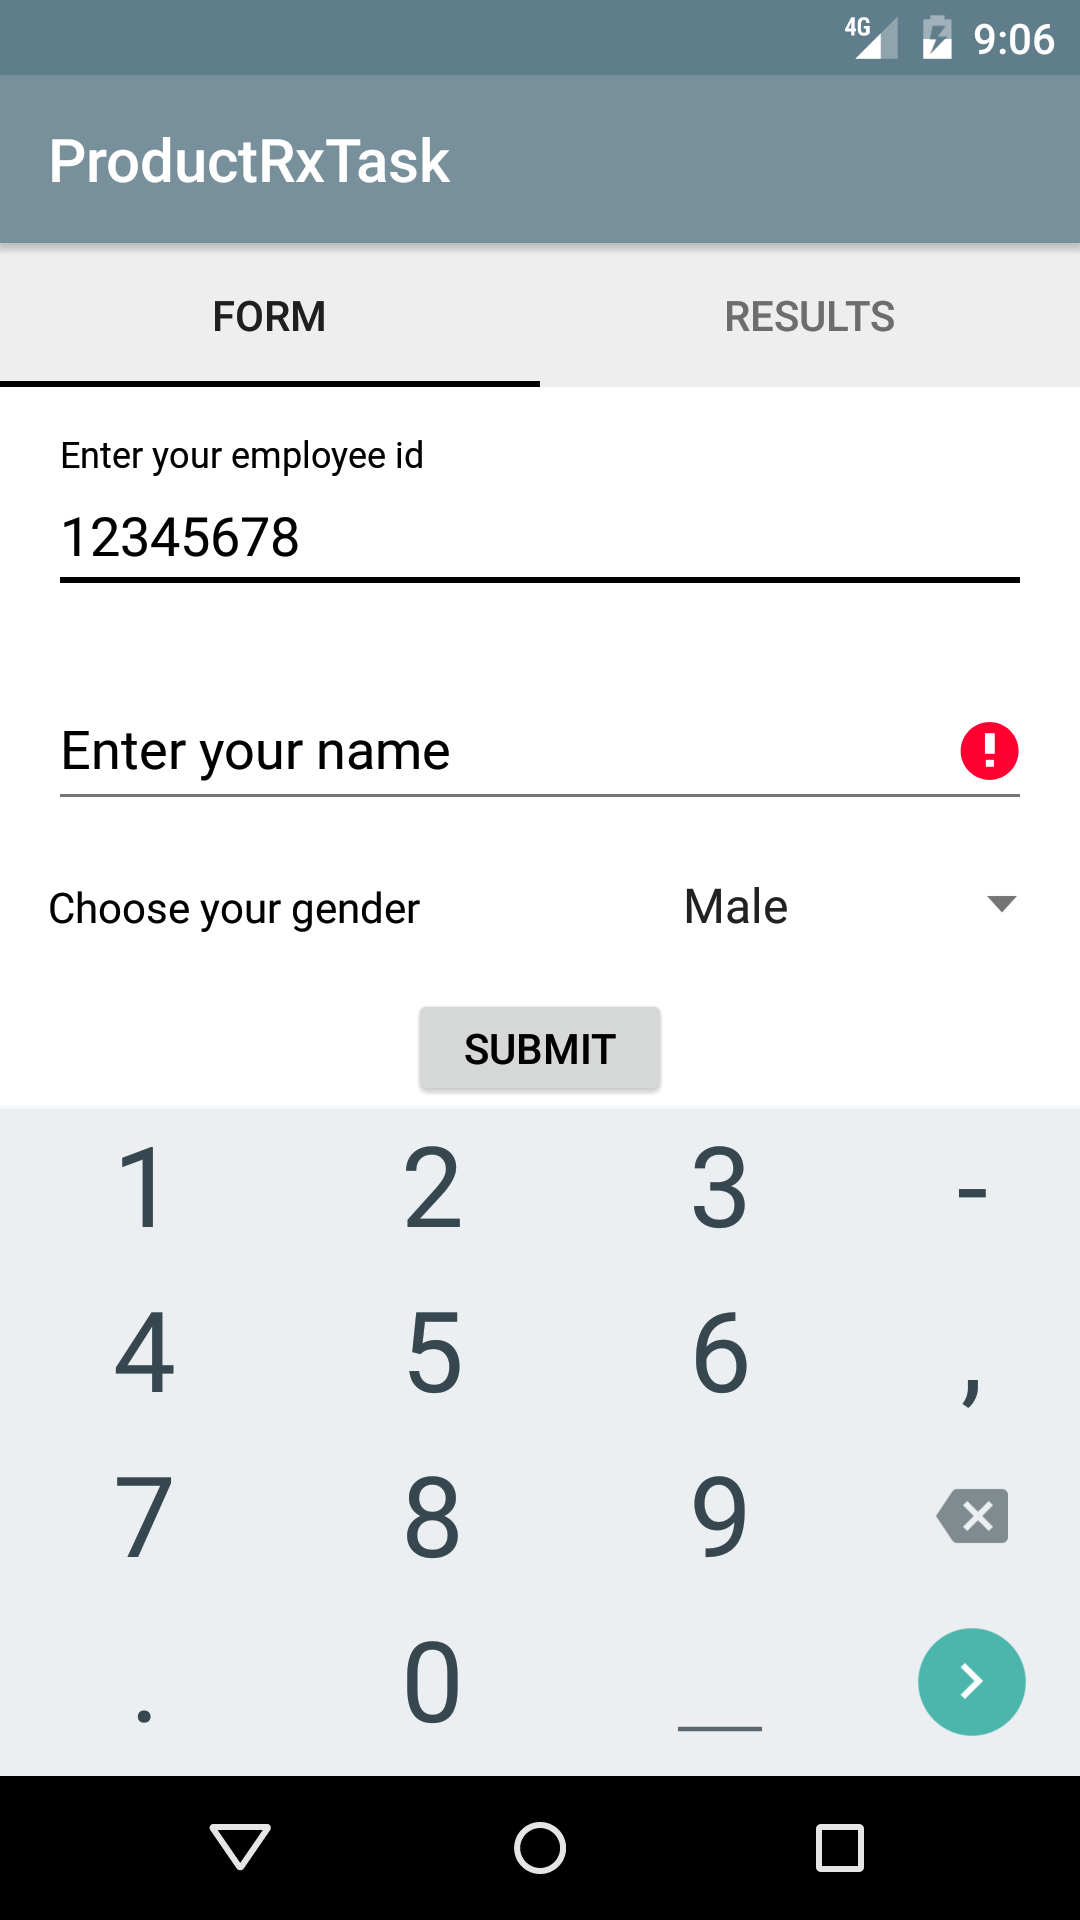 4G 9:06
ProductRxTask
FORM RESULTS
Enter your employee id
12345678
Enter your name
Choose your gender Male
SUBMIT
1 2 3 -
4 5 6 ,
7 8 9
. 0